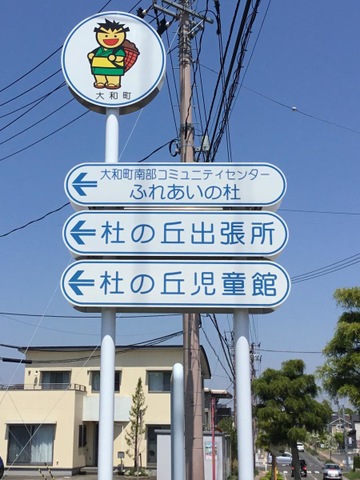 大和町
大和町南部コミュニティセンター
ふれあいの杜
杜の丘出張所
杜の丘児童館